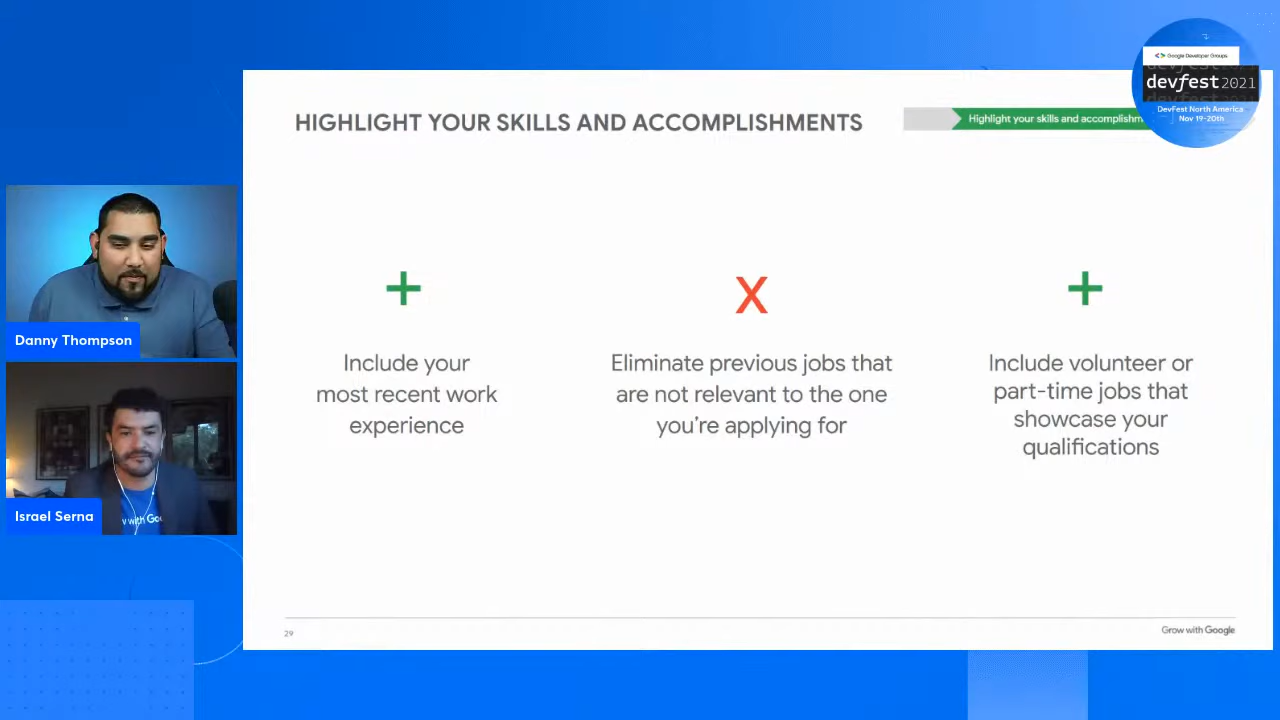 Google Developer Groups
devfest 2021
DevFest North America
Nov 19-20th
HIGHLIGHT YOUR SKILLS AND ACCOMPLISHMENTS
Highlight your skills and accomplishm
+
Include your
most recent work
experience
X
Eliminate previous jobs that
are not relevant to the one
you're applying for
+
Include volunteer or
part-time jobs that
showcase your
qualifications
Danny Thompson
w with Goo
Israel Serna
29
Grow with Google